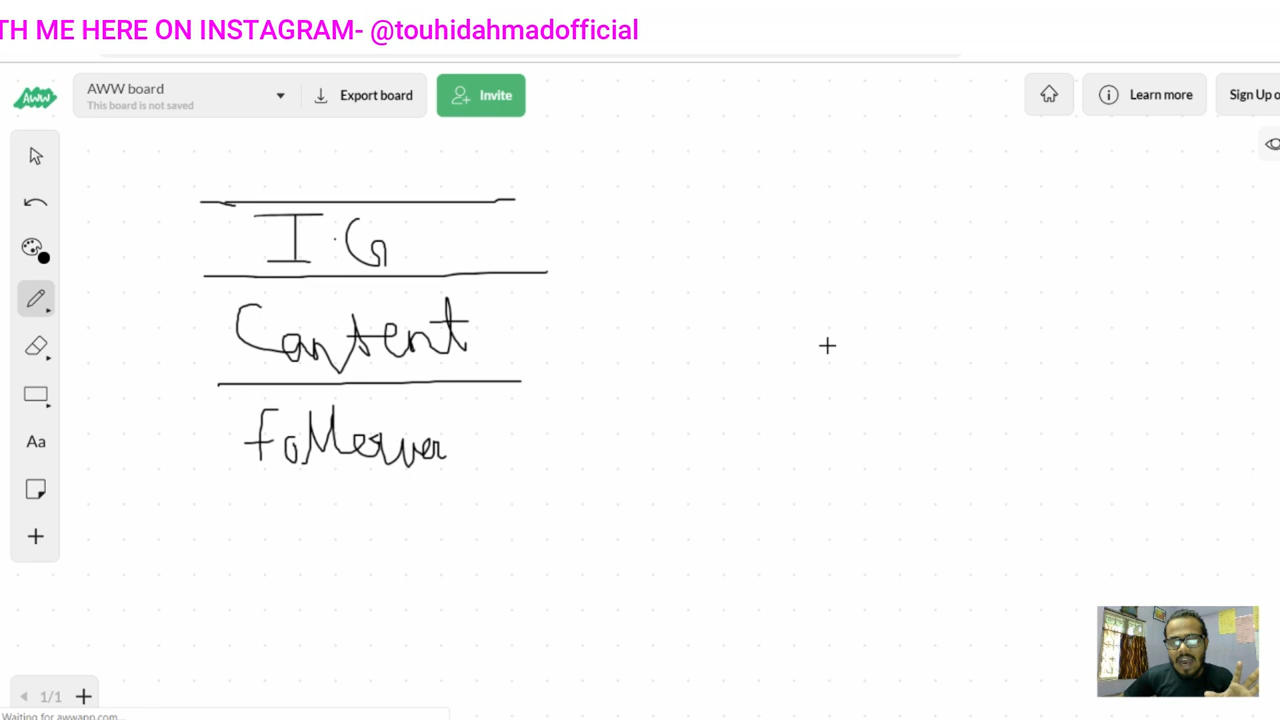 TH ME HERE ON INSTAGRAM- @touhidahmadofficial
AWW
AWW board
This board is not saved
Export board
Invite
Learn more
Sign Up o
I.G
Content
Follower
Aa
1/1
Waiting for awwapp.com...